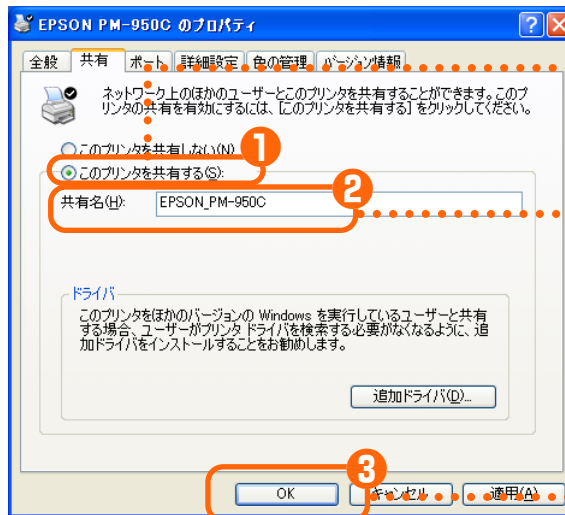 EPSON PM-950C のプロパティ
全般 共有 ポート 詳細設定 色の管理 バージョン情報
ネットワーク上のほかのユーザーとこのプリンタを共有することができます。このプ
リンタの共有を有効にするには、[このプリンタを共有する] をクリックしてください。
このプリンタを共有しない(N)
1
このプリンタを共有する(S):
2
共有名(H): EPSON_PM-950C
ドライバ
このプリンタをほかのバージョンの Windows を実行しているユーザーと共有
する場合、ユーザーがプリンタ ドライバを検索する必要がなくなるように、追
加ドライバをインストールすることをお勧めします。
追加ドライバ(D)...
3
OK キャンセル 適用(A)